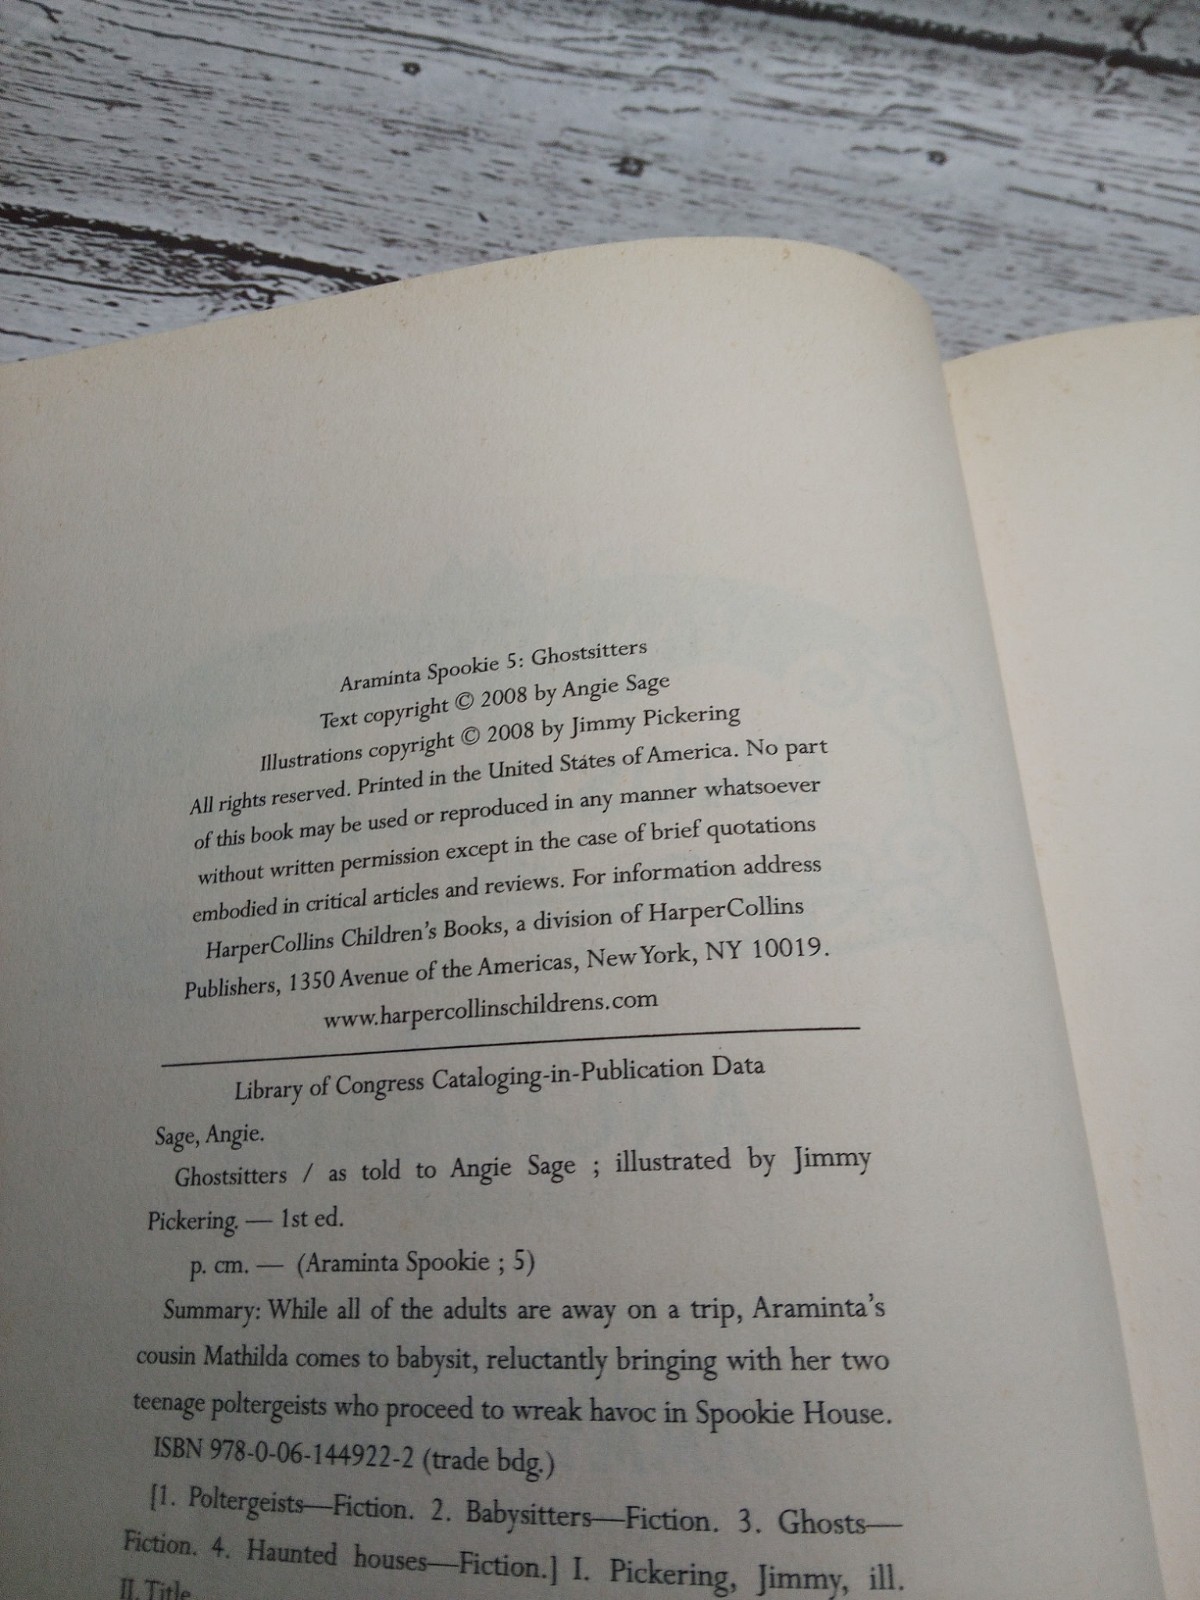 Araminta Spookie 5: Ghostsitters
Text copyright © 2008 by Angie Sage
Illustrations copyright © 2008 by Jimmy Pickering
All rights reserved. Printed in the United States of America. No part
of this book may be used or reproduced in any manner whatsoever
without written permission except in the case of brief quotations
embodied in critical articles and reviews. For information address
HarperCollins Children's Books, a division of HarperCollins
Publishers, 1350 Avenue of the Americas, New York, NY 10019.
www.harpercollinschildrens.com
Library of Congress Cataloging-in-Publication Data
Sage, Angie.
Ghostsitters / as told to Angie Sage ; illustrated by Jimmy
Pickering. — 1st ed.
p. cm. — (Araminta Spookie ; 5)
Summary: While all of the adults are away on a trip, Araminta's
cousin Mathilda comes to babysit, reluctantly bringing with her two
teenage poltergeists who proceed to wreak havoc in Spookie House.
ISBN 978-0-06-144922-2 (trade bdg.)
[1. Poltergeists—Fiction. 2. Babysitters—Fiction. 3. Ghosts—
Fiction. 4. Haunted houses—Fiction.] I. Pickering, Jimmy, ill.
II. Title